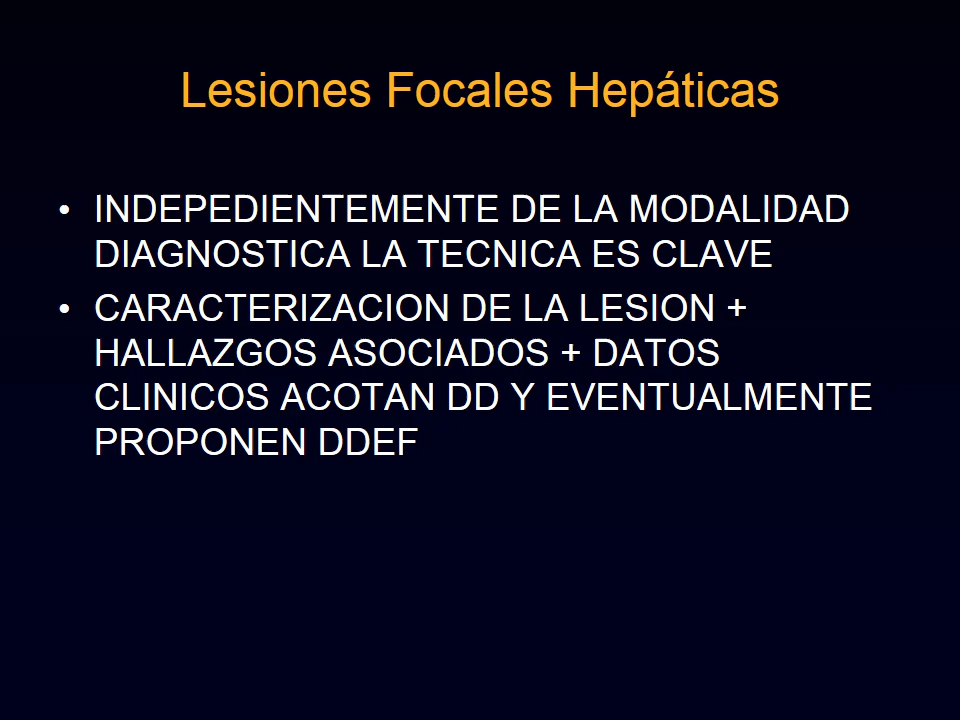 Lesiones Focales Hepáticas
• INDEPEDIENTEMENTE DE LA MODALIDAD
DIAGNOSTICA LA TECNICA ES CLAVE
• CARACTERIZACION DE LA LESION +
HALLAZGOS ASOCIADOS + DATOS
CLINICOS ACOTAN DD Y EVENTUALMENTE
PROPONEN DDEF